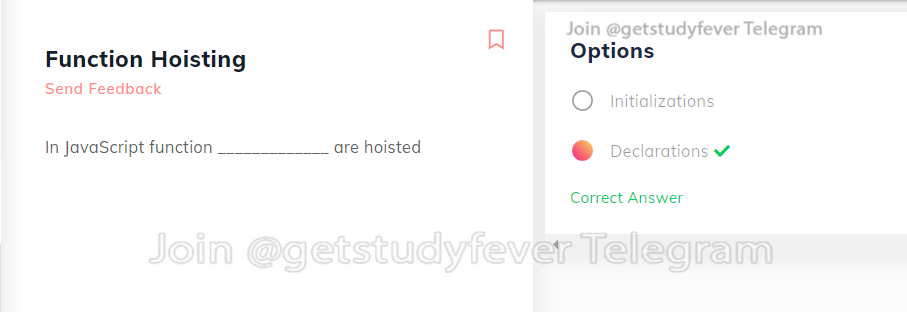 Function Hoisting
Send Feedback
In JavaScript function _____________ are hoisted
Join @getstudyfever Telegram
Options
Initializations
Declarations
Correct Answer
Join @getstudyfever Telegram